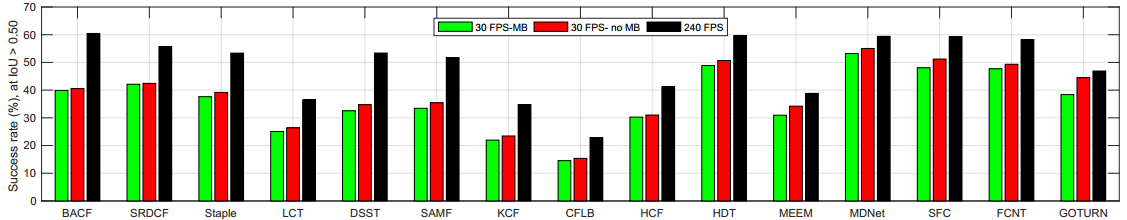 Success rate (%), at IoU > 0.50
70
60
50
40
30
20
10
0
30 FPS-MB 30 FPS- no MB 240 FPS
BACF SRDCF Staple LCT DSST SAMF KCF CFLB HCF HDT MEEM MDNet SFC FCNT GOTURN